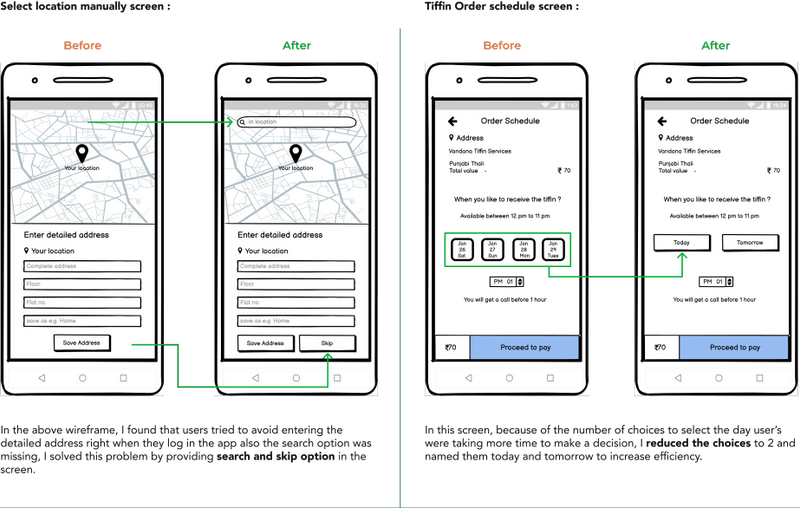 Select location manually screen :
Before
After
20:46
Your location
Enter detailed address
Your location
Complete address
Floor
Flat no.
save as e.g. Home
Save Address
in location
Your location
Enter detailed address
Your location
Complete address
Floor
Flat no.
save as e.g. Home
Save Address
Skip
In the above wireframe, I found that users tried to avoid entering the
detailed address right when they log in the app also the search option was
missing, I solved this problem by providing search and skip option in the
screen.
Tiffin Order schedule screen :
Before
After
Order Schedule
Address
Vandana Tiffin Services
Punjabi Thali
Total value - ₹ 70
When you like to receive the tiffin ?
Available between 12 pm to 11 pm
Jan 26 Sat
Jan 27 Sun
Jan 28 Mon
Jan 29 Tues
PM 01
You will get a call before 1 hour
₹70
Proceed to pay
Order Schedule
Address
Vandana Tiffin Services
Punjabi Thali
Total value - ₹ 70
When you like to receive the tiffin ?
Available between 12 pm to 11 pm
Today
Tomorrow
PM 01
You will get a call before 1 hour
₹70
Proceed to pay
In this screen, because of the number of choices to select the day user's
were taking more time to make a decision, I reduced the choices to 2 and
named them today and tomorrow to increase efficiency.